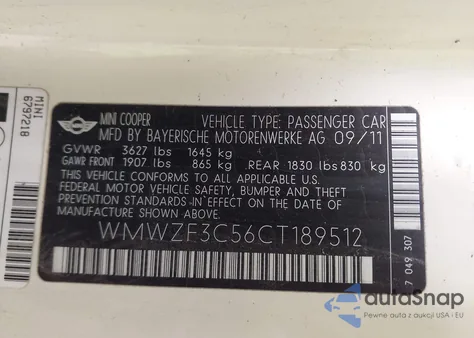 MINI
6797218
MINI COOPER
VEHICLE TYPE: PASSENGER CAR
MFD BY BAYERISCHE MOTORENWERKE AG 09/11
GVWR 3627 lbs 1645 kg
GAWR FRONT 1907 lbs 865 kg REAR 1830 lbs 830 kg
THIS VEHICLE CONFORMS TO ALL APPLICABLE
FEDERAL MOTOR VEHICLE SAFETY, BUMPER AND THEFT
PREVENTION STANDARDS IN EFFECT ON THE
DATE OF MANUFACTURE SHOWN ABOVE.
WMWZF3C56CT189512
7 049 307
autoSnap
Pewne auta z aukcji USA - EU